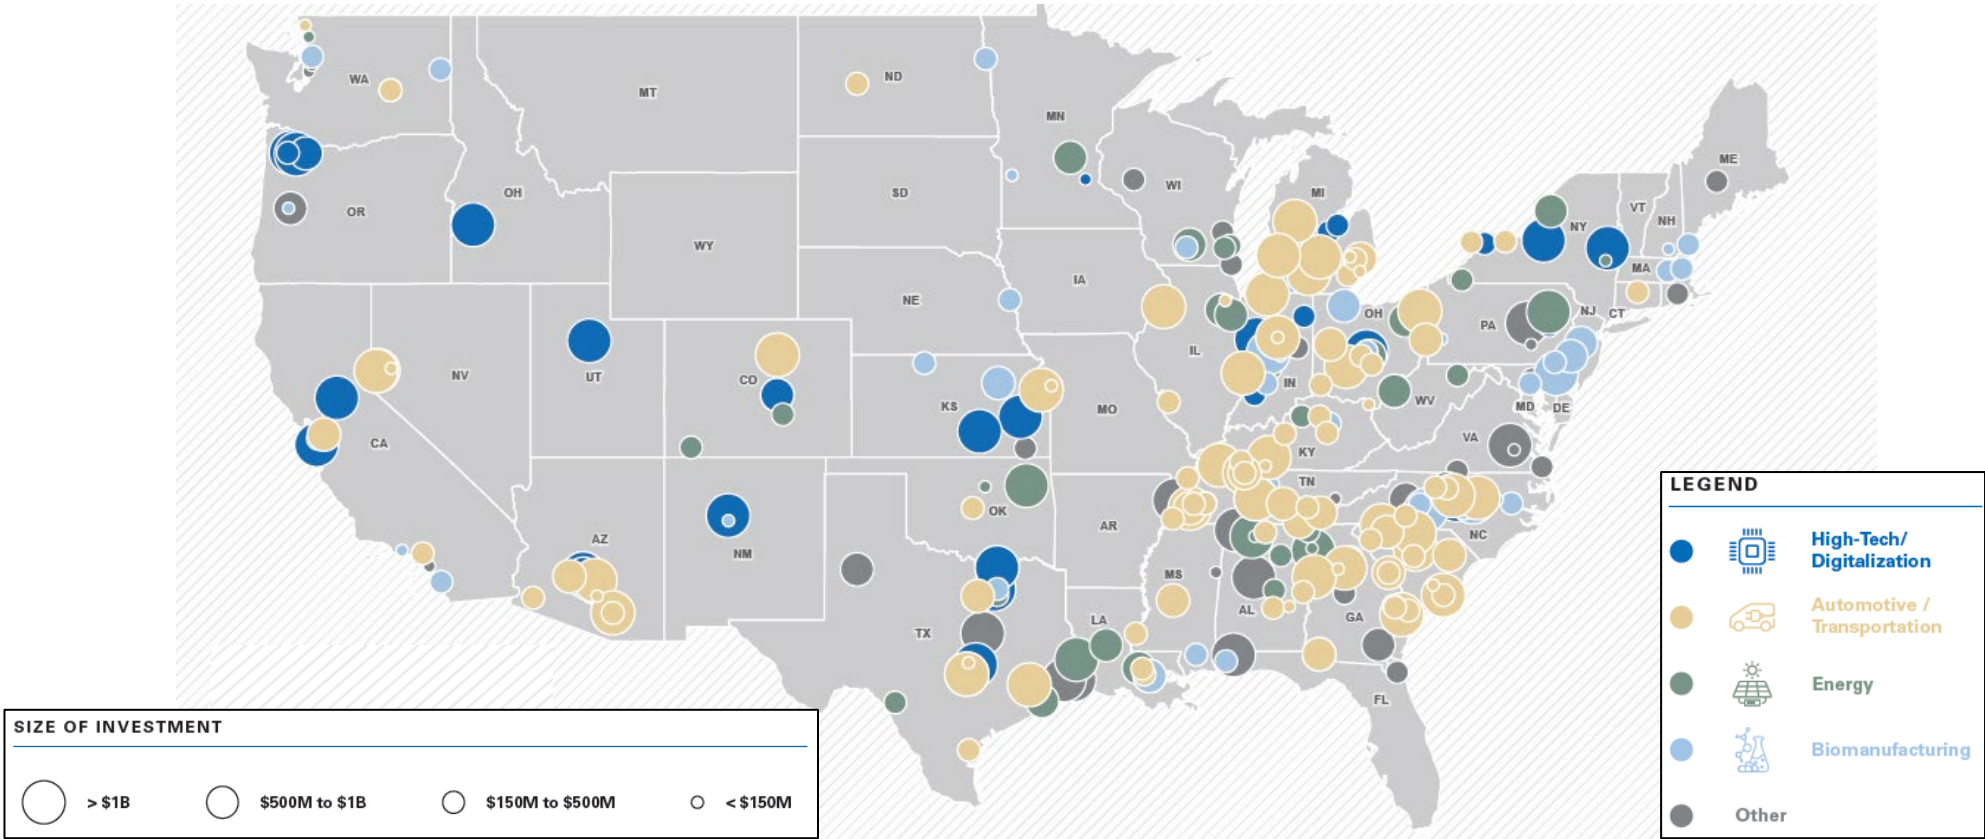 WA
MT
ND
MN
OH
OR
SD
WI
MI
ME
VT
NH
NY
WY
IA
NE
MA
OH
NJ
CT
PA
IL
NV
UT
CO
KS
MO
IN
WV
MD
DE
CA
VA
KY
TN
OK
AR
NC
AZ
NM
MS
AL
GA
LA
TX
FL
SIZE OF INVESTMENT
> $1B
$500M to $1B
$150M to $500M
< $150M
LEGEND
High-Tech/
Digitalization
Automotive /
Transportation
Energy
Biomanufacturing
Other